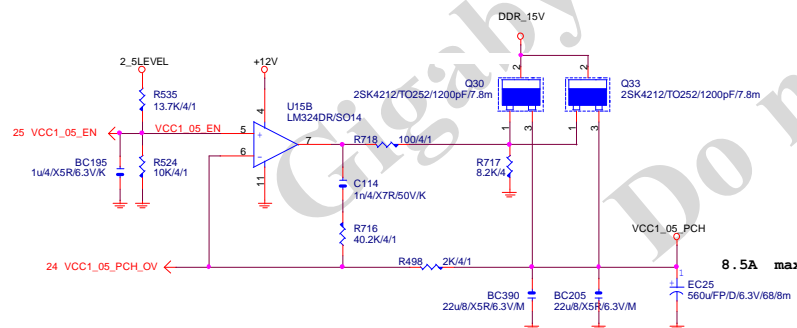 DDR_15V
2_5LEVEL
+12V
Q30
2SK4212/TO252/1200pF/7.8m
Q33
2SK4212/TO252/1200pF/7.8m
2
2
1
3
1
3
R535
13.7K/4/1
U15B
LM324DR/SO14
4
25 VCC1_05_EN
VCC1_05_EN
5
+
6
-
7
11
R718
100/4/1
BC195
1u/4/X5R/6.3V/K
R524
10K/4/1
R717
8.2K/4
C114
1n/4/X7R/50V/K
R716
40.2K/4/1
VCC1_05_PCH
24 VCC1_05_PCH_OV
R498
2K/4/1
8.5A max
1
+
EC25
560u/FP/D/6.3V/68/8m
BC390
22u/8/X5R/6.3V/M
BC205
22u/8/X5R/6.3V/M
Gigaby
Do n